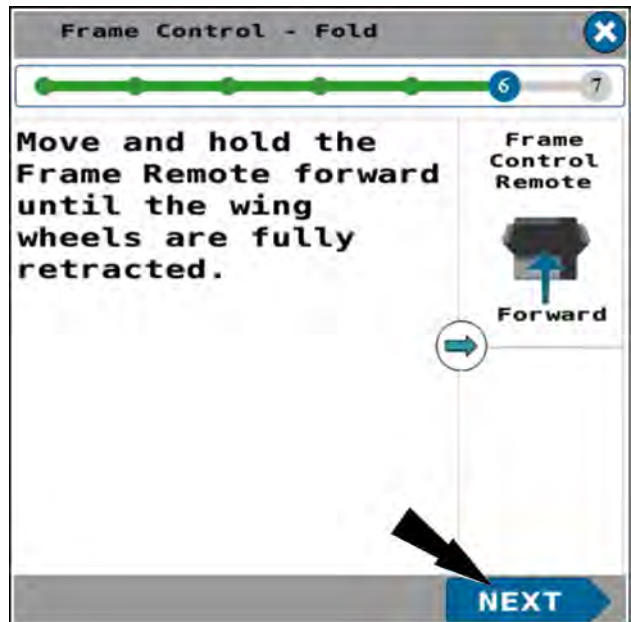 Frame Control - Fold
6
7
Move and hold the
Frame Remote forward
until the wing
wheels are fully
retracted.
Frame
Control
Remote
Forward
NEXT